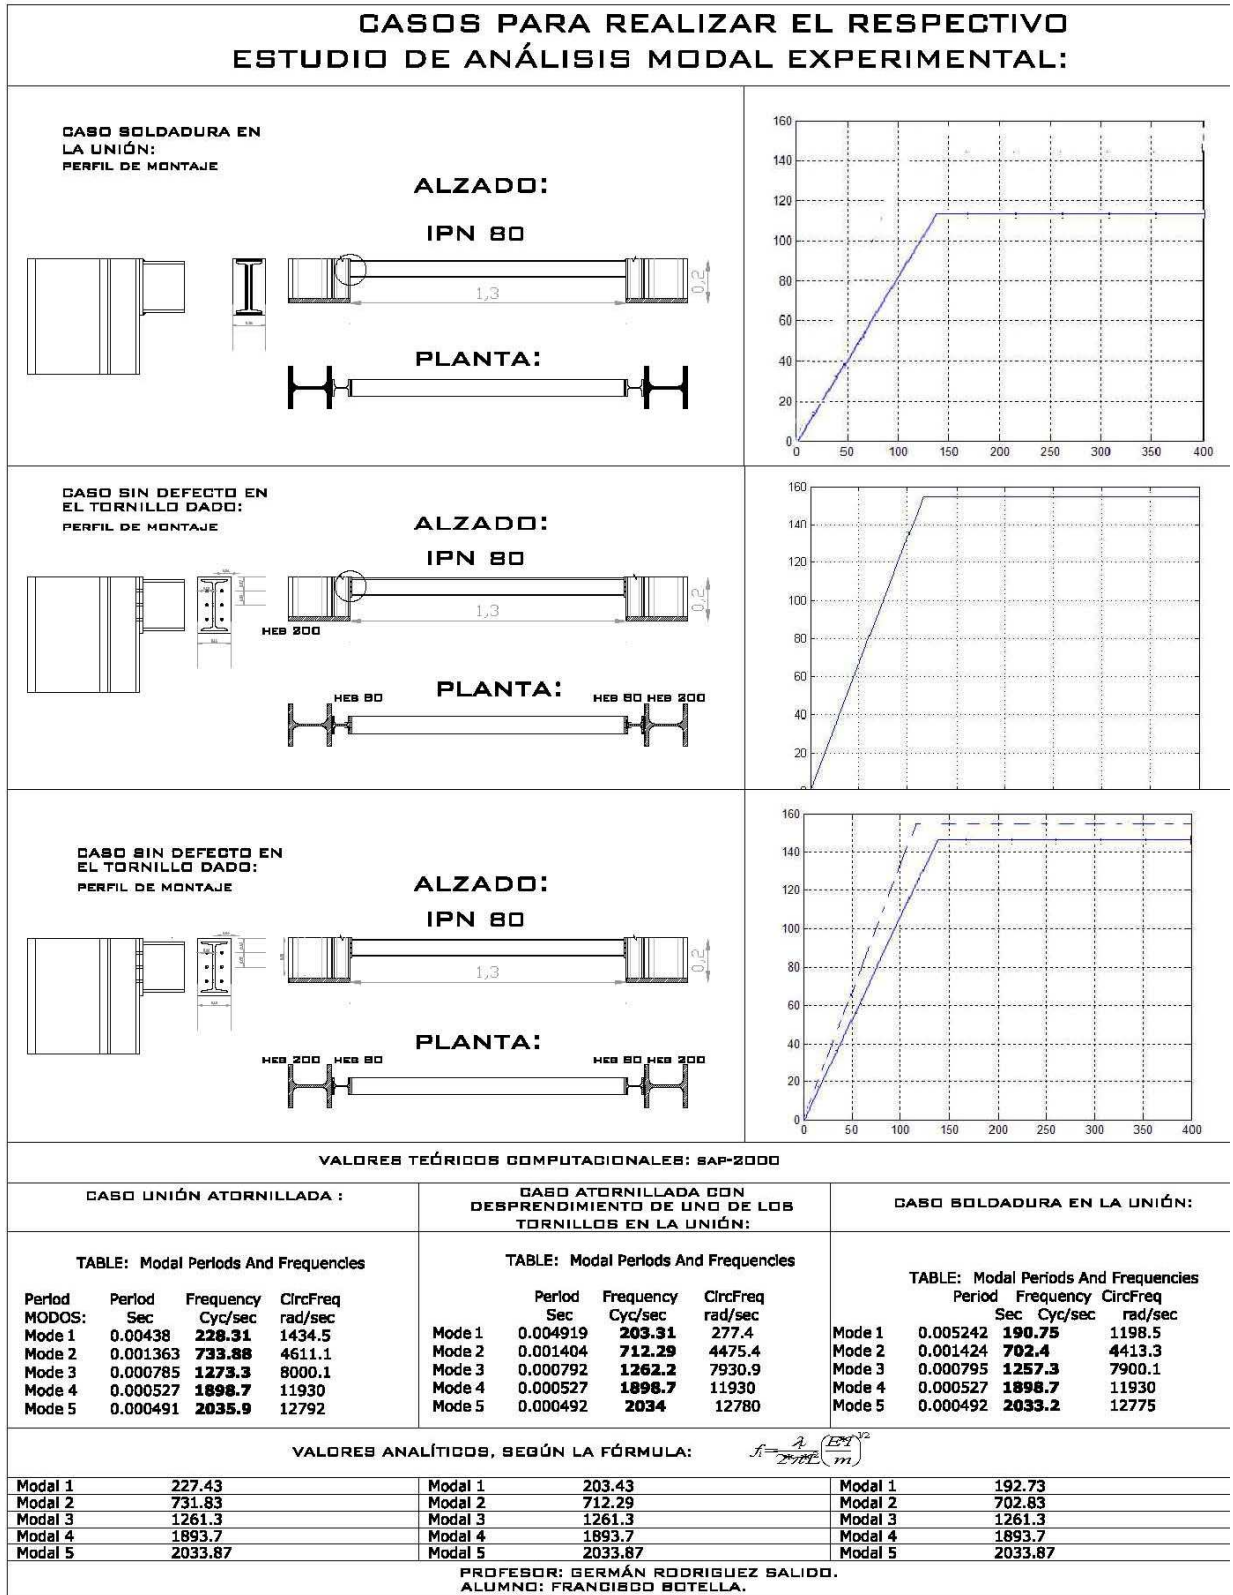 CASOS PARA REALIZAR EL RESPECTIVO
ESTUDIO DE ANÁLISIS MODAL EXPERIMENTAL:
CASO SOLDADURA EN
LA UNIÓN:
PERFIL DE MONTAJE
ALZADO:
IPN 80
1,3
0,2
PLANTA:
160
140
120
100
80
60
40
20
0
0 50 100 150 200 250 300 350 400
CASO SIN DEFECTO EN
EL TORNILLO DADO:
PERFIL DE MONTAJE
ALZADO:
IPN 80
1,3
0,2
HEB 200
PLANTA:
HEB 80
HEB 80 HEB 200
160
140
120
100
80
60
40
20
CASO SIN DEFECTO EN
EL TORNILLO DADO:
PERFIL DE MONTAJE
ALZADO:
IPN 80
1,3
0,2
PLANTA:
HEB 200 HEB 80
HEB 80 HEB 200
160
140
120
100
80
60
40
20
0
0 50 100 150 200 250 300 350 400
VALORES TEÓRICOS COMPUTACIONALES: SAP-2000
CASO UNIÓN ATORNILLADA :
TABLE: Modal Periods And Frequencies
Period Period Frequency CircFreq
MODOS: Sec Cyc/sec rad/sec
Mode 1 0.00438 228.31 1434.5
Mode 2 0.001363 733.88 4611.1
Mode 3 0.000785 1273.3 8000.1
Mode 4 0.000527 1898.7 11930
Mode 5 0.000491 2035.9 12792
CASO ATORNILLADA CON
DESPRENDIMIENTO DE UNO DE LOS
TORNILLOS EN LA UNIÓN:
TABLE: Modal Periods And Frequencies
Period Frequency CircFreq
Sec Cyc/sec rad/sec
Mode 1 0.004919 203.31 277.4
Mode 2 0.001404 712.29 4475.4
Mode 3 0.000792 1262.2 7930.9
Mode 4 0.000527 1898.7 11930
Mode 5 0.000492 2034 12780
CASO SOLDADURA EN LA UNIÓN:
TABLE: Modal Periods And Frequencies
Period Frequency CircFreq
Sec Cyc/sec rad/sec
Mode 1 0.005242 190.75 1198.5
Mode 2 0.001424 702.4 4413.3
Mode 3 0.000795 1257.3 7900.1
Mode 4 0.000527 1898.7 11930
Mode 5 0.000492 2033.2 12775
VALORES ANALÍTICOS, SEGÚN LA FÓRMULA:
Modal 1 227.43
Modal 2 731.83
Modal 3 1261.3
Modal 4 1893.7
Modal 5 2033.87
Modal 1 203.43
Modal 2 712.29
Modal 3 1261.3
Modal 4 1893.7
Modal 5 2033.87
Modal 1 192.73
Modal 2 702.83
Modal 3 1261.3
Modal 4 1893.7
Modal 5 2033.87
PROFESOR: GERMÁN RODRIGUEZ SALIDO.
ALUMNO: FRANCISCO BOTELLA.